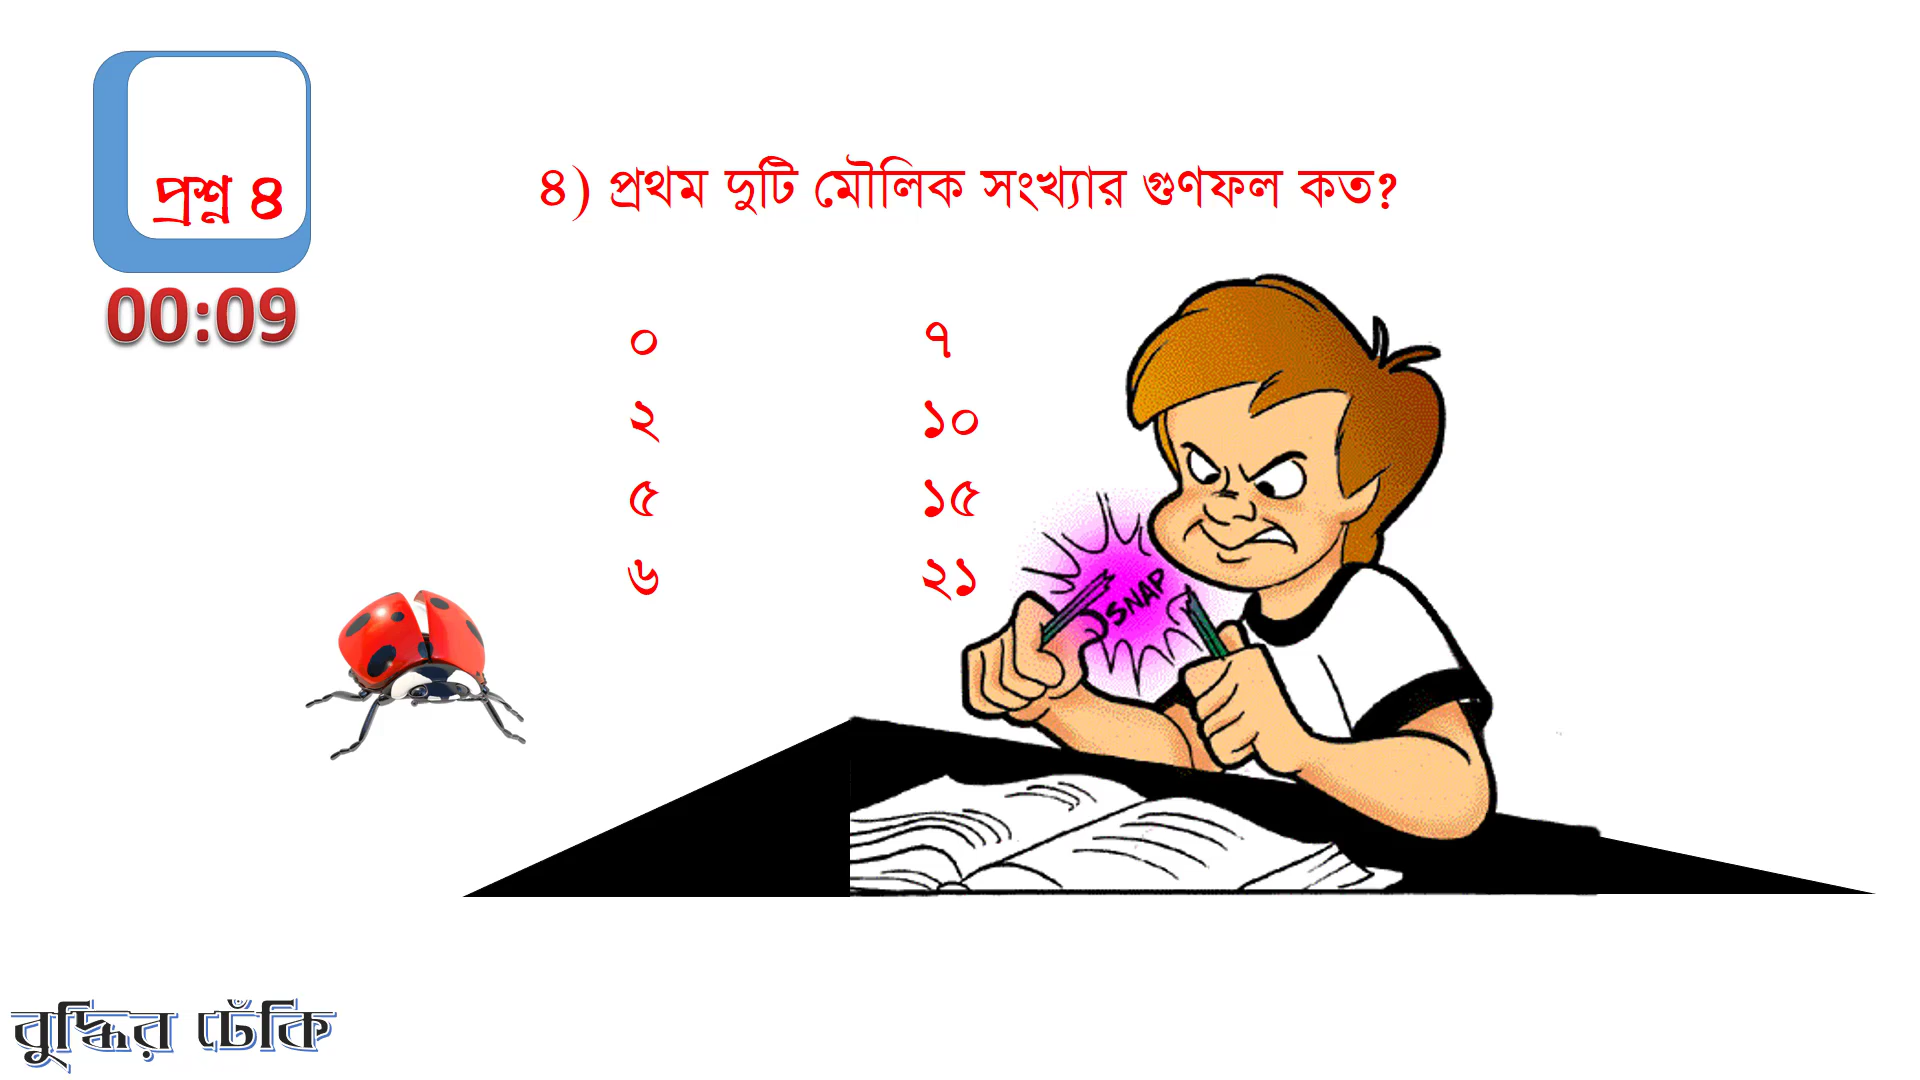 প্রশ্ন ৪
00:09
৪) প্রথম দুটি মৌলিক সংখ্যার গুণফল কত?
০ ৭
২ ১০
৫ ১৫
৬ ২১
SNAP
বুদ্ধির ঢেঁকি